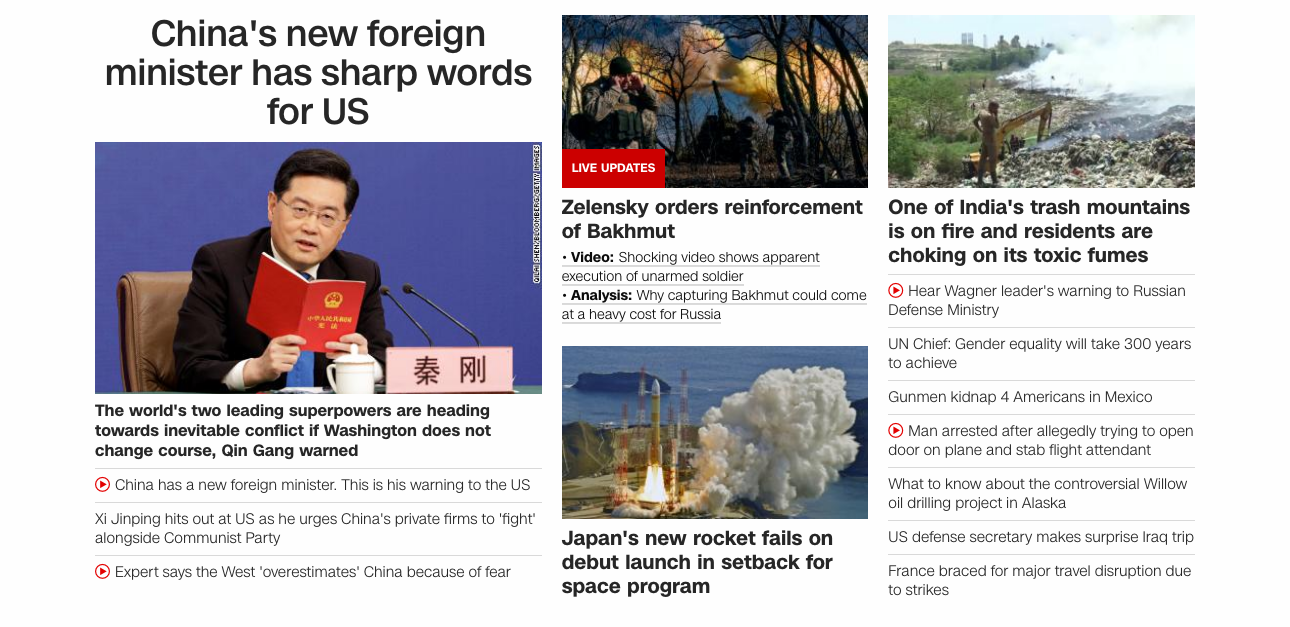 China's new foreign
minister has sharp words
for US
QILAI SHEN/BLOOMBERG/GETTY IMAGES
中华人民共和国
宪法
秦刚
The world's two leading superpowers are heading
towards inevitable conflict if Washington does not
change course, Qin Gang warned
China has a new foreign minister. This is his warning to the US
Xi Jinping hits out at US as he urges China's private firms to 'fight'
alongside Communist Party
Expert says the West 'overestimates' China because of fear
LIVE UPDATES
Zelensky orders reinforcement
of Bakhmut
• Video: Shocking video shows apparent
execution of unarmed soldier
• Analysis: Why capturing Bakhmut could come
at a heavy cost for Russia
Japan's new rocket fails on
debut launch in setback for
space program
One of India's trash mountains
is on fire and residents are
choking on its toxic fumes
Hear Wagner leader's warning to Russian
Defense Ministry
UN Chief: Gender equality will take 300 years
to achieve
Gunmen kidnap 4 Americans in Mexico
Man arrested after allegedly trying to open
door on plane and stab flight attendant
What to know about the controversial Willow
oil drilling project in Alaska
US defense secretary makes surprise Iraq trip
France braced for major travel disruption due
to strikes